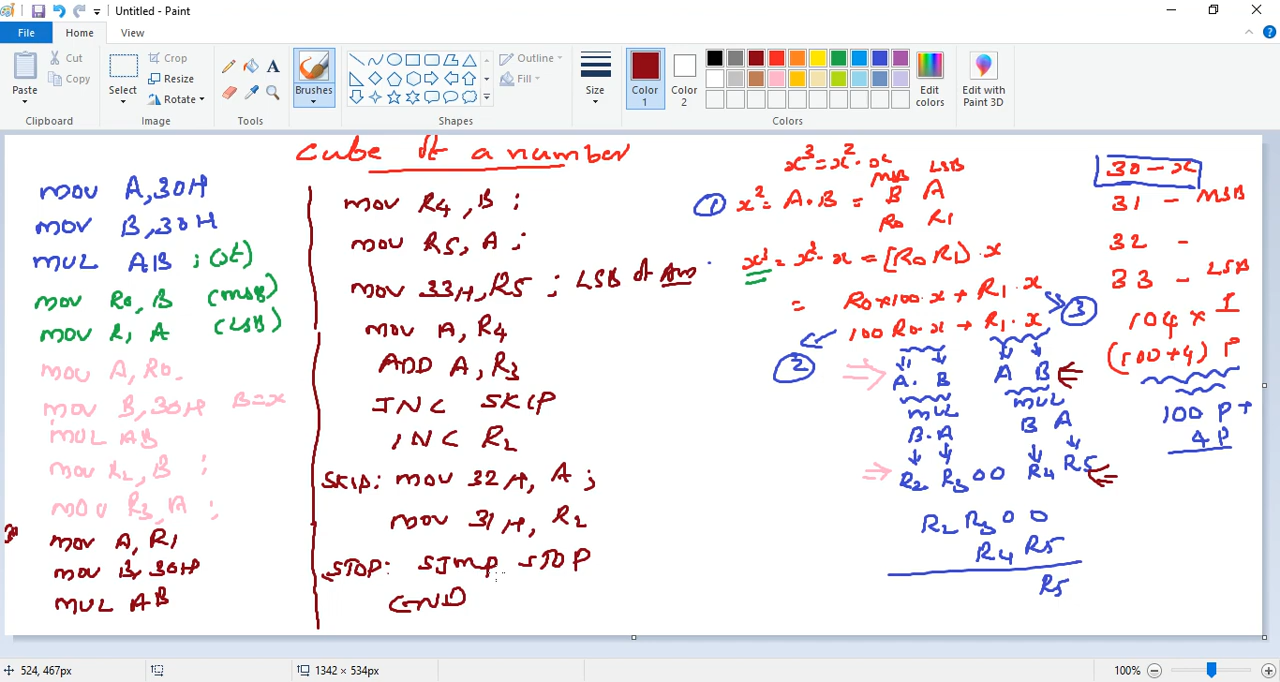 Untitled - Paint
File Home View
Paste
Cut
Copy
Clipboard
Select
Crop
Resize
Rotate
Image
Tools
Brushes
Outline
Fill
Shapes
Size
Color 1
Color 2
Edit colors
Edit with Paint 3D
Colors
Cube of a number
MOV A,30H
MOV B,30H
MUL AB ;
MOV R0,B (MSB)
MOV R1 A (LSB)
MOV A,R0.
MOV B,30H B=x
MUL AB
MOV R2,B ;
MOV R3,A ;
MOV A,R1
MOV B,30H
MUL AB
MOV R4,B ;
MOV R5,A ;
MOV 33H,R5 ; LSB of Ans
MOV A,R4
ADD A,R3
JNC SKIP
INC R2
SKIP: MOV 32H,A ;
MOV 31H,R2
STOP: SJMP STOP
END
x³=x²·x
MSB LSB
1 x²= A·B = B A
R0 R1
x³=x²·x = [R0R1]·x
= R0×100·x + R1·x
100R0·x + R1·x 3
2
A· B A B
MUL MUL
B·A B A
R2 R3 00 R4 R5
R2 R3 0 0
R4 R5
R5
30-x
31 - MSB
32 -
33 - LSB
104 ×
(100+4) P
100 P+
4 P
524, 467px
1342 × 534px
100%